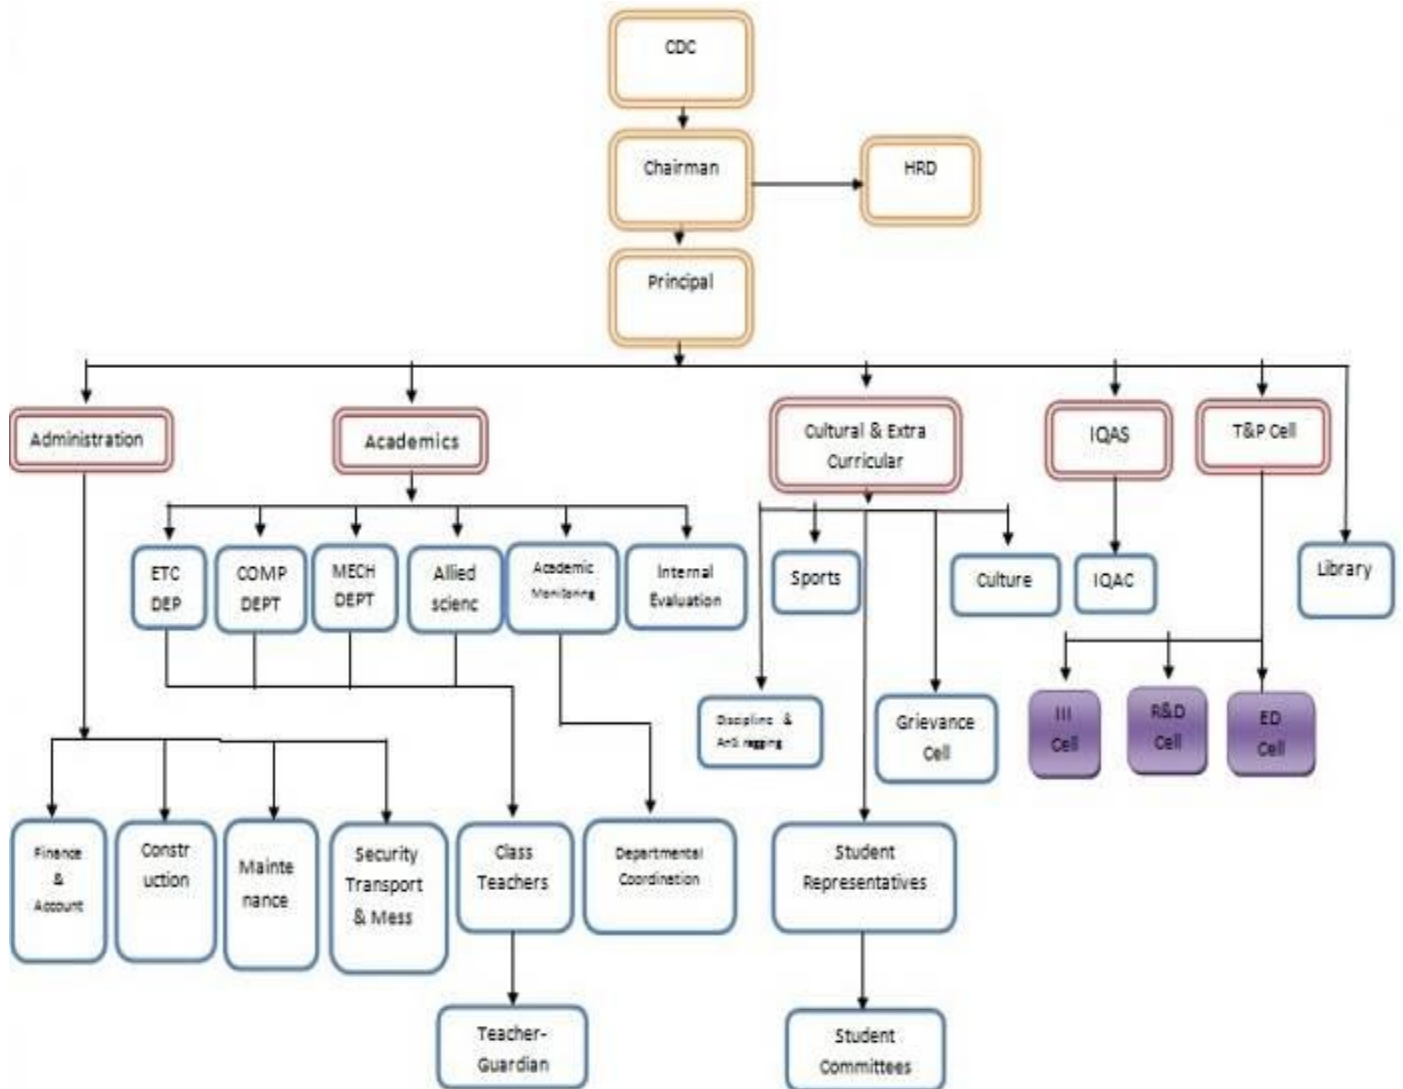 CDC
Chairman
HRD
Principal
Administration
Academics
Cultural & Extra
Curricular
IQAS
T&P Cell
ETC
DEP
COMP
DEPT
MECH
DEPT
Allied
scienc
Academic
Monitoring
Internal
Evaluation
Sports
Culture
IQAC
Library
Discipline &
Anti ragging
Grievance
Cell
III
Cell
R&D
Cell
ED
Cell
Finance
&
Account
Constr
uction
Mainte
nance
Security
Transport
& Mess
Class
Teachers
Departmental
Coordination
Student
Representatives
Teacher-
Guardian
Student
Committees